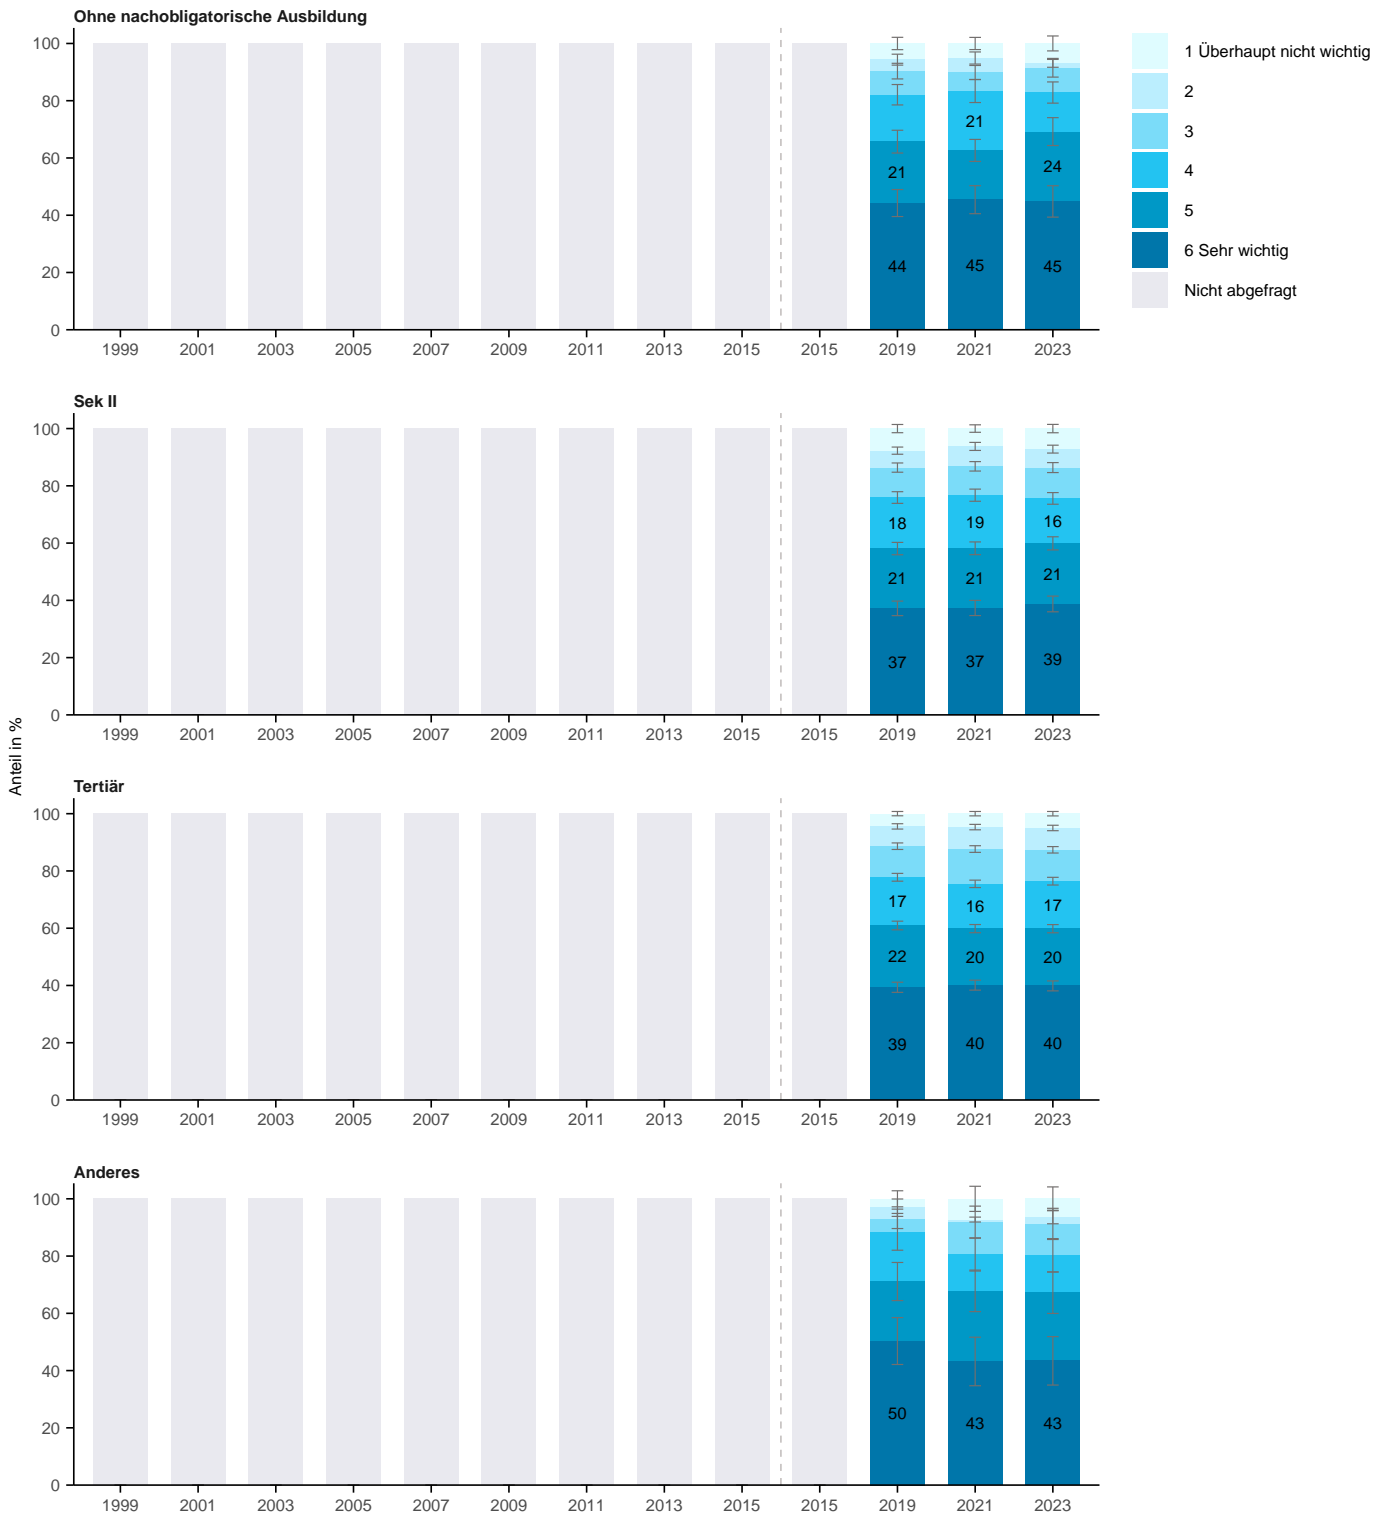 Ohne nachobligatorische Ausbildung
100
80
60
40
20
0
21
44
21
45
24
45
1999 2001 2003 2005 2007 2009 2011 2013 2015 2015 2019 2021 2023
1 Überhaupt nicht wichtig
2
3
4
5
6 Sehr wichtig
Nicht abgefragt
Anteil in %
Sek II
100
80
60
40
20
0
18 19 16
21 21 21
37 37 39
1999 2001 2003 2005 2007 2009 2011 2013 2015 2015 2019 2021 2023
Tertiär
100
80
60
40
20
0
17 16 17
22 20 20
39 40 40
1999 2001 2003 2005 2007 2009 2011 2013 2015 2015 2019 2021 2023
Anderes
100
80
60
40
20
0
50 43 43
1999 2001 2003 2005 2007 2009 2011 2013 2015 2015 2019 2021 2023